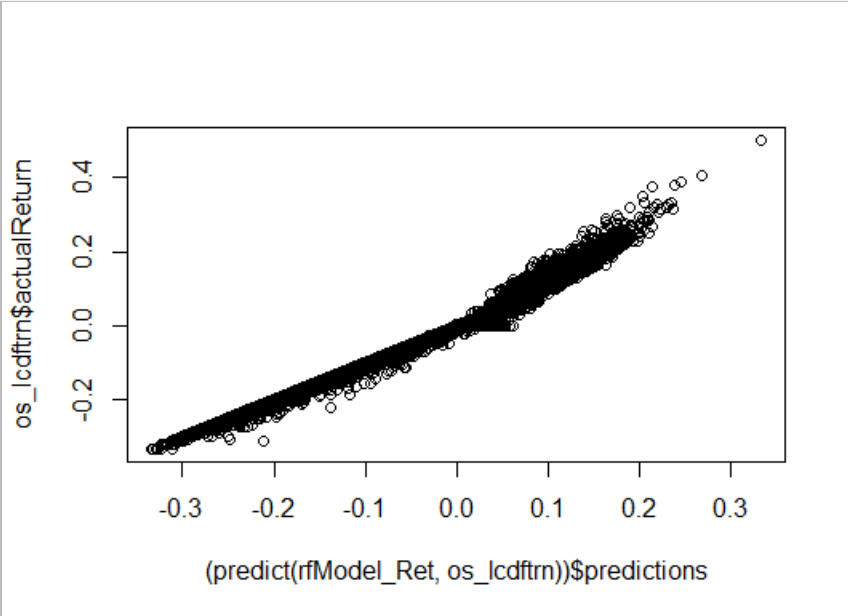 os_lcdftrn$actualReturn
0.4
0.2
0.0
-0.2
-0.3 -0.2 -0.1 0.0 0.1 0.2 0.3
(predict(rfModel_Ret, os_lcdftrn))$predictions